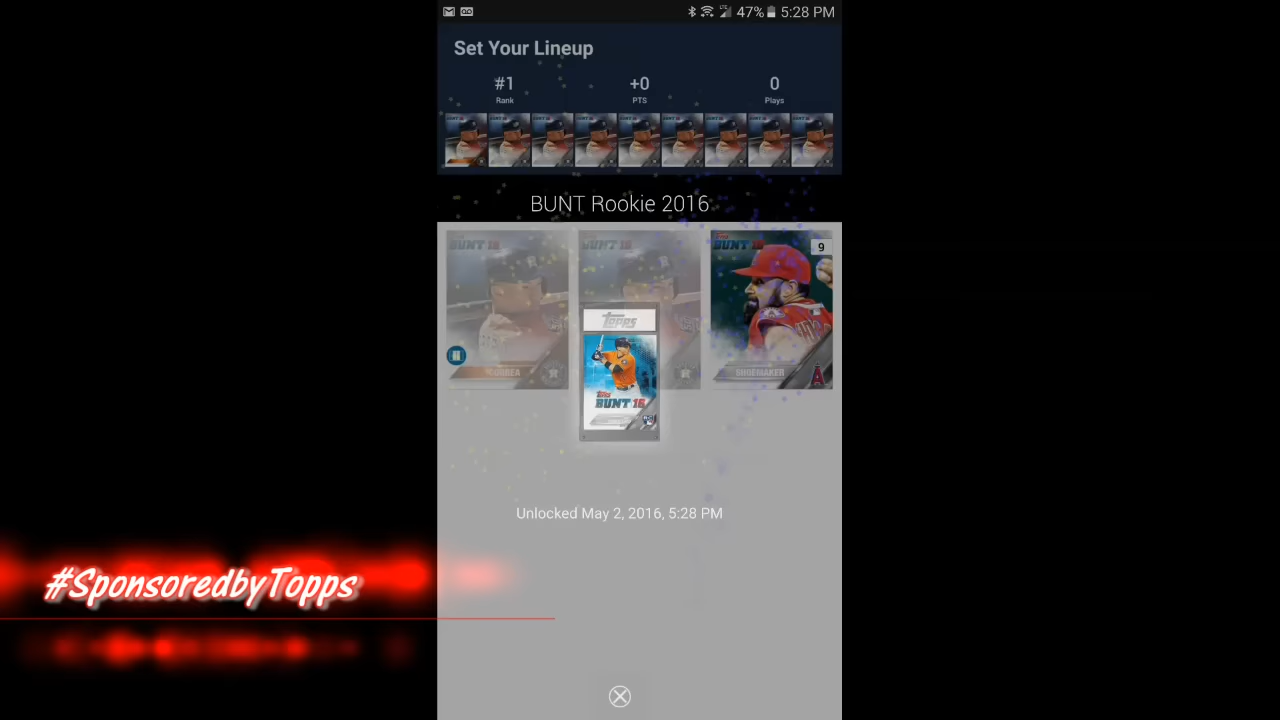 47% 5:28 PM
Set Your Lineup
#1 +0 0
Rank PTS Plays
BUNT Rookie 2016
BUNT 16 BUNT 16 BUNT 16
9
Topps
Topps
BUNT 16
SHOEMAKER
Unlocked May 2, 2016, 5:28 PM
#SponsoredbyTopps